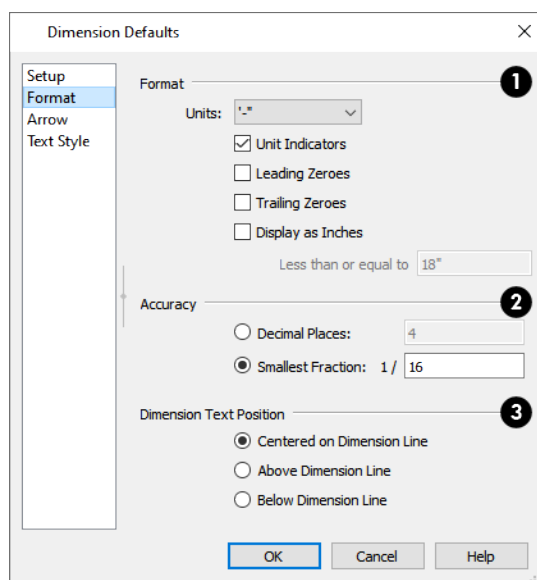 Dimension Defaults
Setup
Format
Arrow
Text Style
Format
1
Units: '-"
Unit Indicators
Leading Zeroes
Trailing Zeroes
Display as Inches
Less than or equal to 18"
Accuracy
2
Decimal Places: 4
Smallest Fraction: 1 / 16
Dimension Text Position
3
Centered on Dimension Line
Above Dimension Line
Below Dimension Line
OK Cancel Help